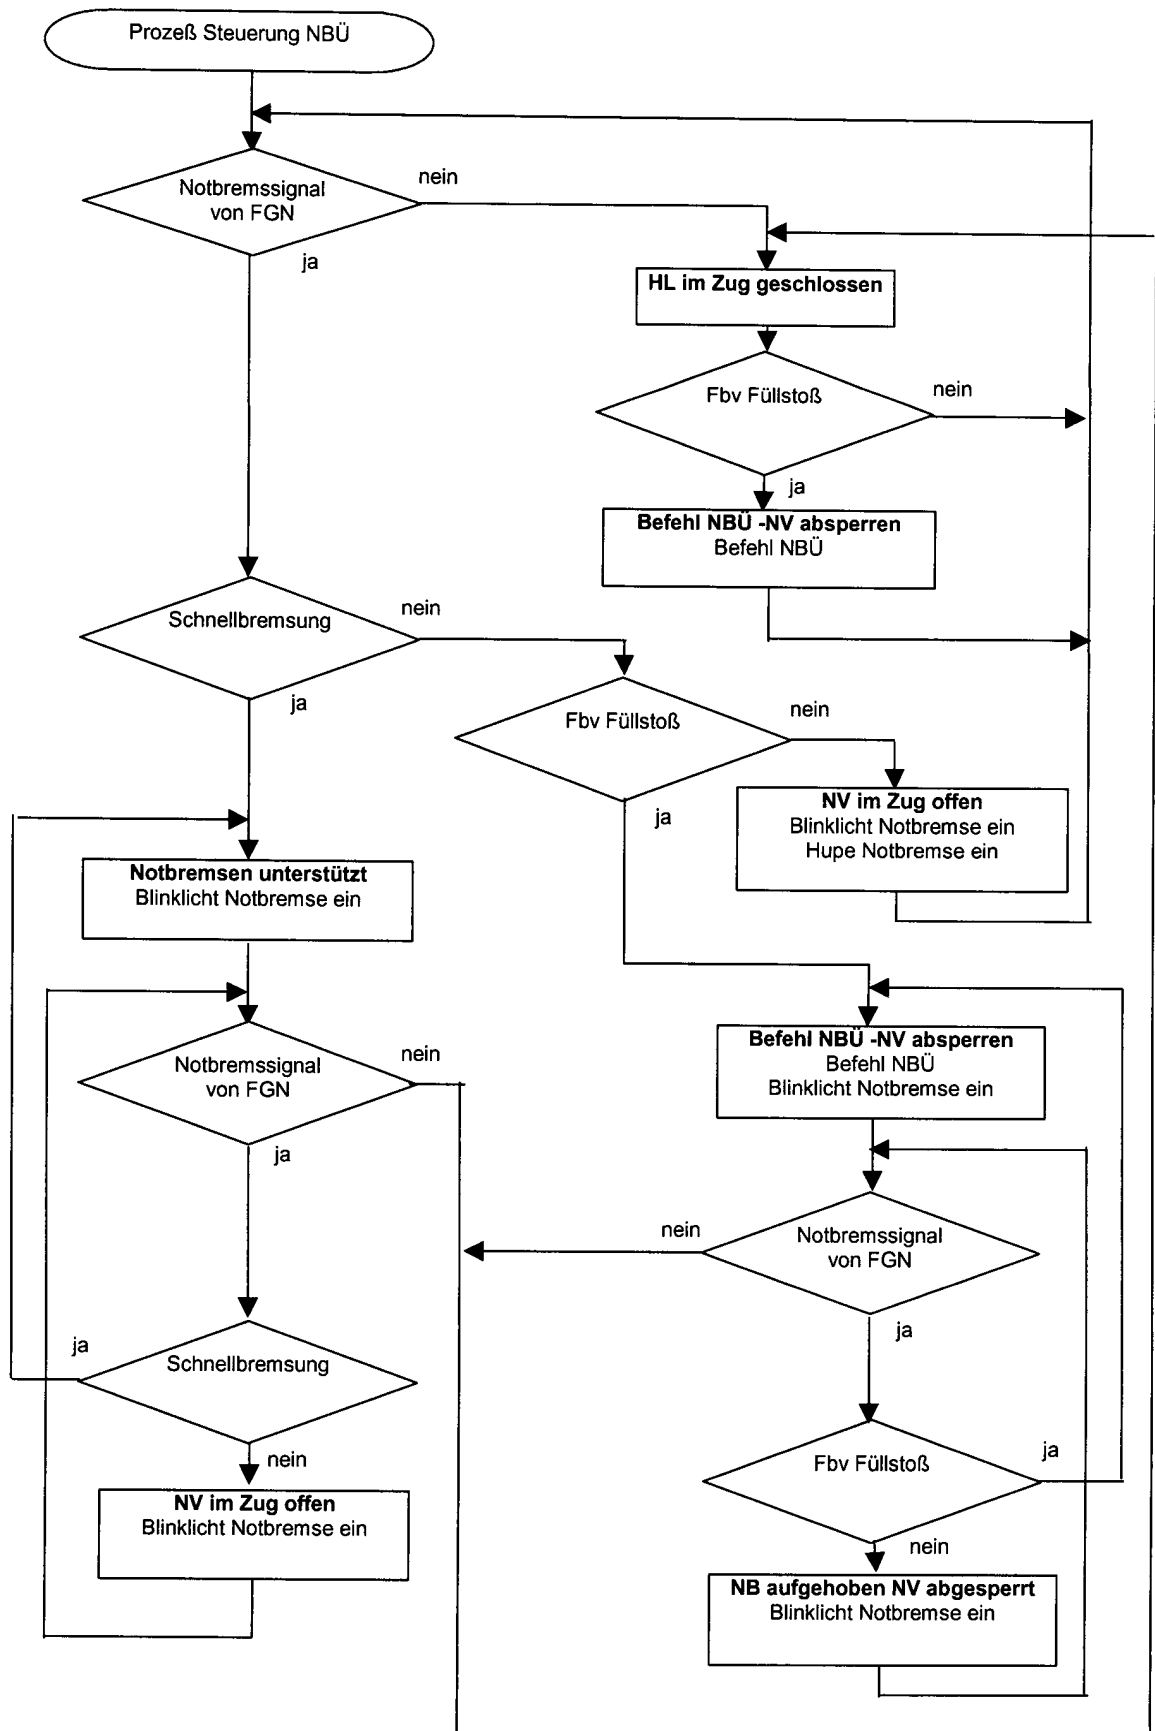 Prozeß Steuerung NBÜ
Notbremssignal
von FGN
nein
ja
HL im Zug geschlossen
Fbv Füllstoß
nein
ja
Befehl NBÜ -NV absperren
Befehl NBÜ
Schnellbremsung
nein
ja
Fbv Füllstoß
nein
ja
NV im Zug offen
Blinklicht Notbremse ein
Hupe Notbremse ein
Notbremsen unterstützt
Blinklicht Notbremse ein
Notbremssignal
von FGN
nein
ja
Befehl NBÜ -NV absperren
Befehl NBÜ
Blinklicht Notbremse ein
nein
Notbremssignal
von FGN
ja
ja
Schnellbremsung
nein
Fbv Füllstoß
ja
nein
NV im Zug offen
Blinklicht Notbremse ein
NB aufgehoben NV abgesperrt
Blinklicht Notbremse ein